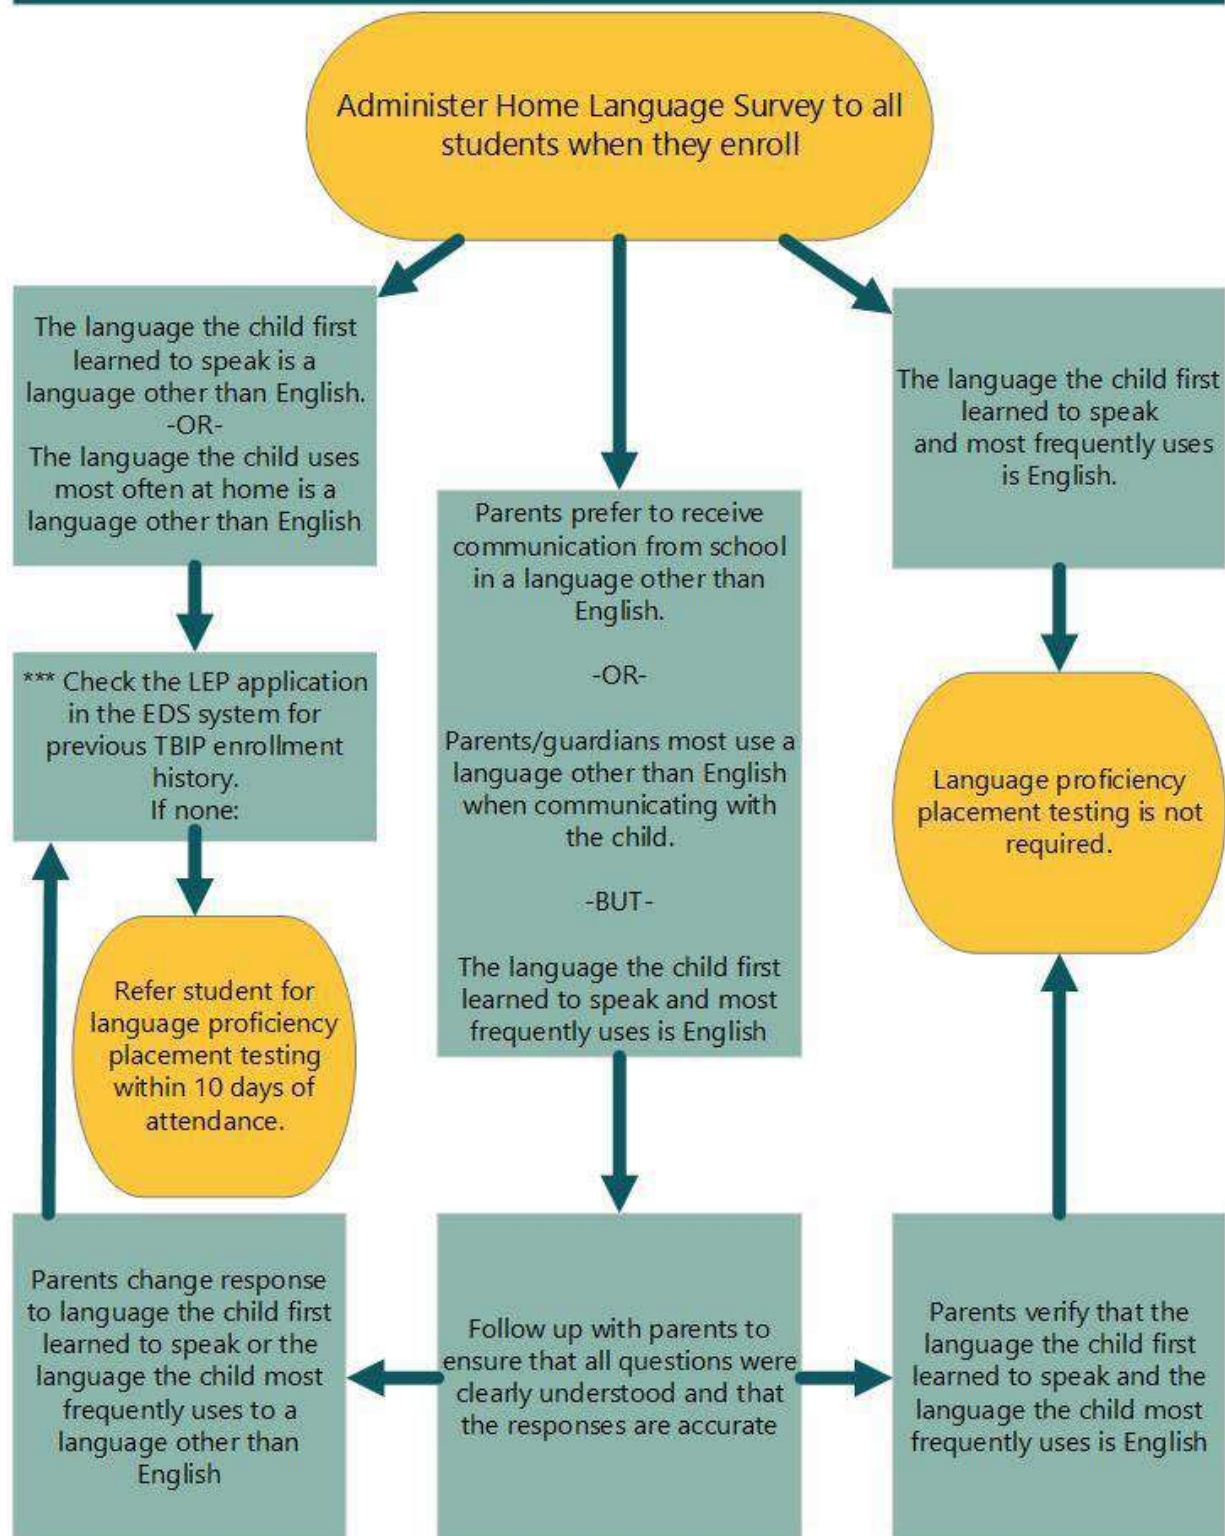 Administer Home Language Survey to all
students when they enroll
The language the child first
learned to speak is a
language other than English.
-OR-
The language the child uses
most often at home is a
language other than English
*** Check the LEP application
in the EDS system for
previous TBIP enrollment
history.
If none:
Refer student for
language proficiency
placement testing
within 10 days of
attendance.
Parents prefer to receive
communication from school
in a language other than
English.
-OR-
Parents/guardians most use a
language other than English
when communicating with
the child.
-BUT-
The language the child first
learned to speak and most
frequently uses is English
The language the child first
learned to speak
and most frequently uses
is English.
Language proficiency
placement testing is not
required.
Parents change response
to language the child first
learned to speak or the
language the child most
frequently uses to a
language other than
English
Follow up with parents to
ensure that all questions were
clearly understood and that
the responses are accurate
Parents verify that the
language the child first
learned to speak and the
language the child most
frequently uses is English